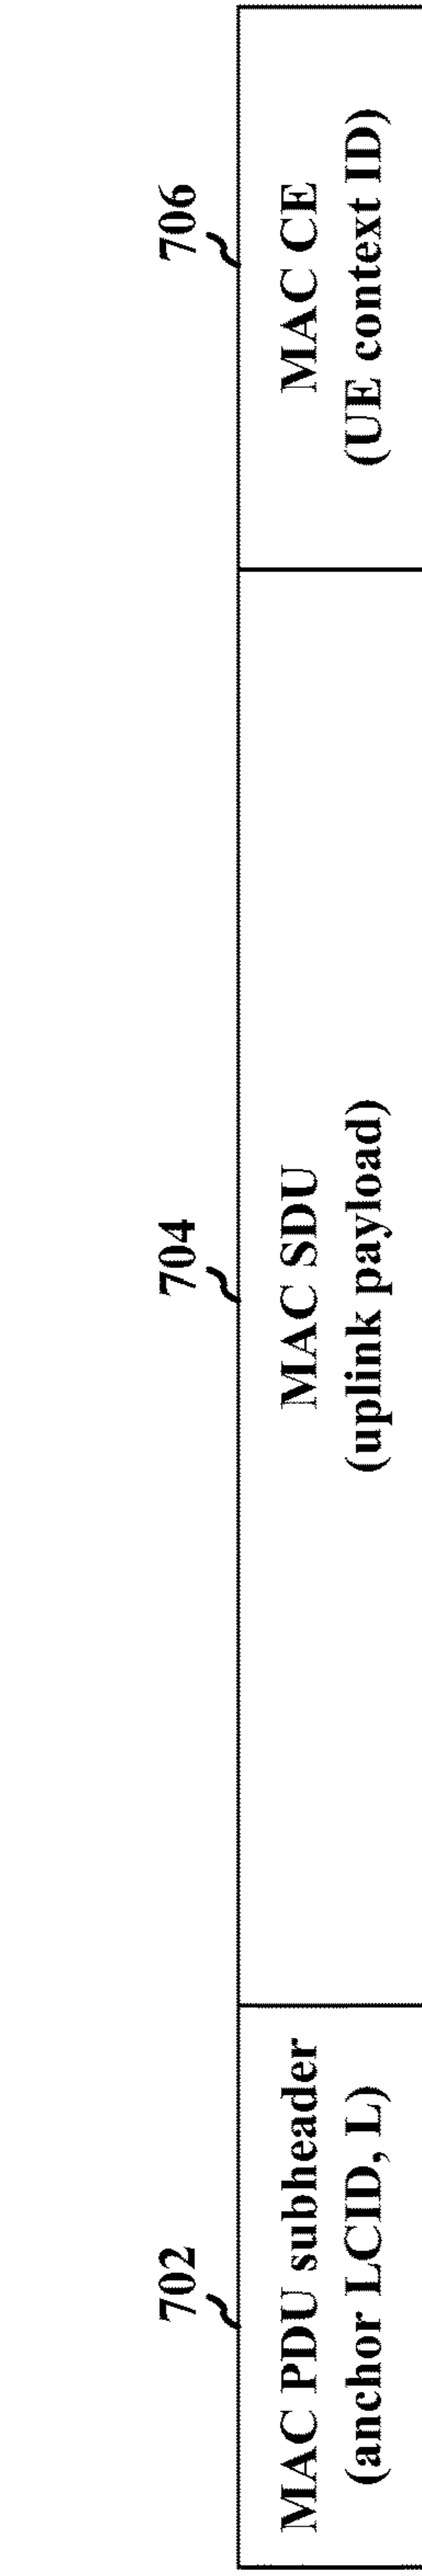 702
MAC PDU subheader
(anchor LCID, L)
704
MAC SDU
(uplink payload)
706
MAC CE
(UE context ID)